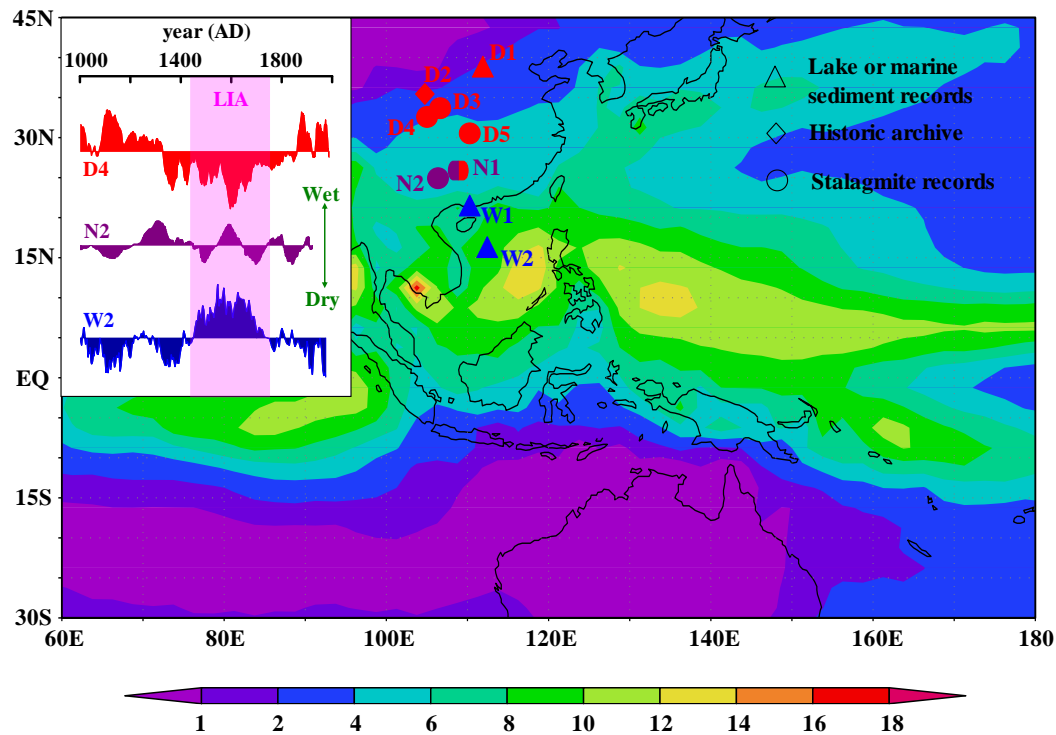 45N
30N
15N
EQ
15S
30S
60E 80E 100E 120E 140E 160E 180
year (AD)
1000 1400 1800
LIA
D4
N2
W2
Wet
Dry
D1
D2
D3
D4
D5
N1
N2
W1
W2
Lake or marine
sediment records
Historic archive
Stalagmite records
1 2 4 6 8 10 12 14 16 18